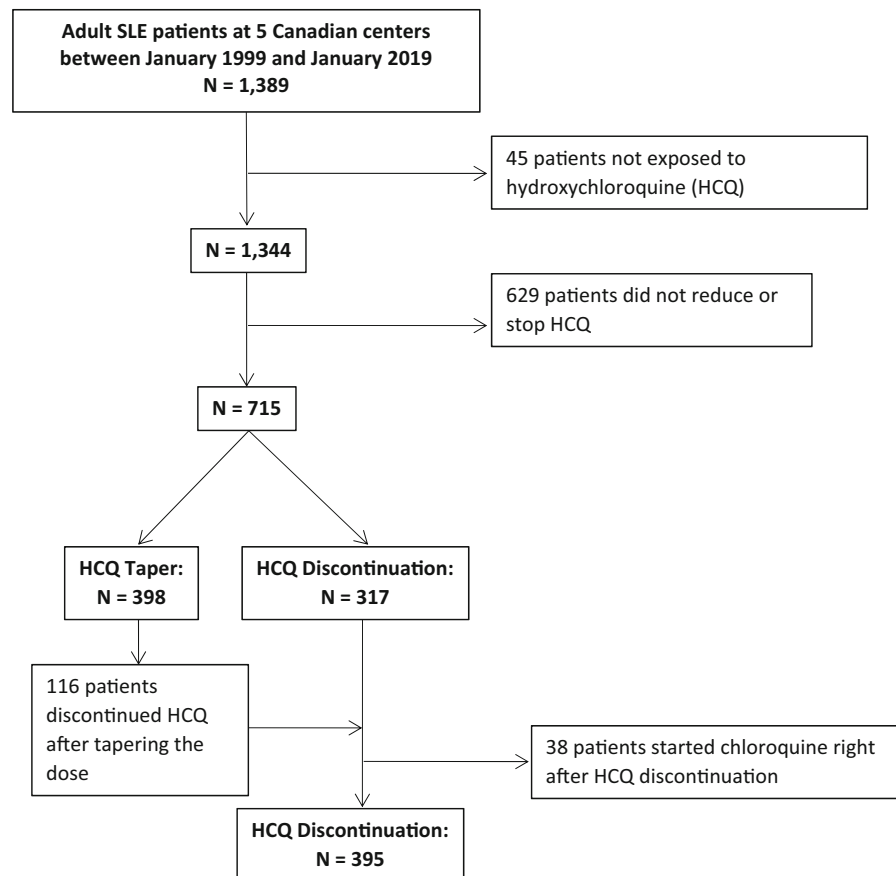 Adult SLE patients at 5 Canadian centers
between January 1999 and January 2019
N = 1,389
45 patients not exposed to
hydroxychloroquine (HCQ)
N = 1,344
629 patients did not reduce or
stop HCQ
N = 715
HCQ Taper:
N = 398
HCQ Discontinuation:
N = 317
116 patients
discontinued HCQ
after tapering the
dose
38 patients started chloroquine right
after HCQ discontinuation
HCQ Discontinuation:
N = 395